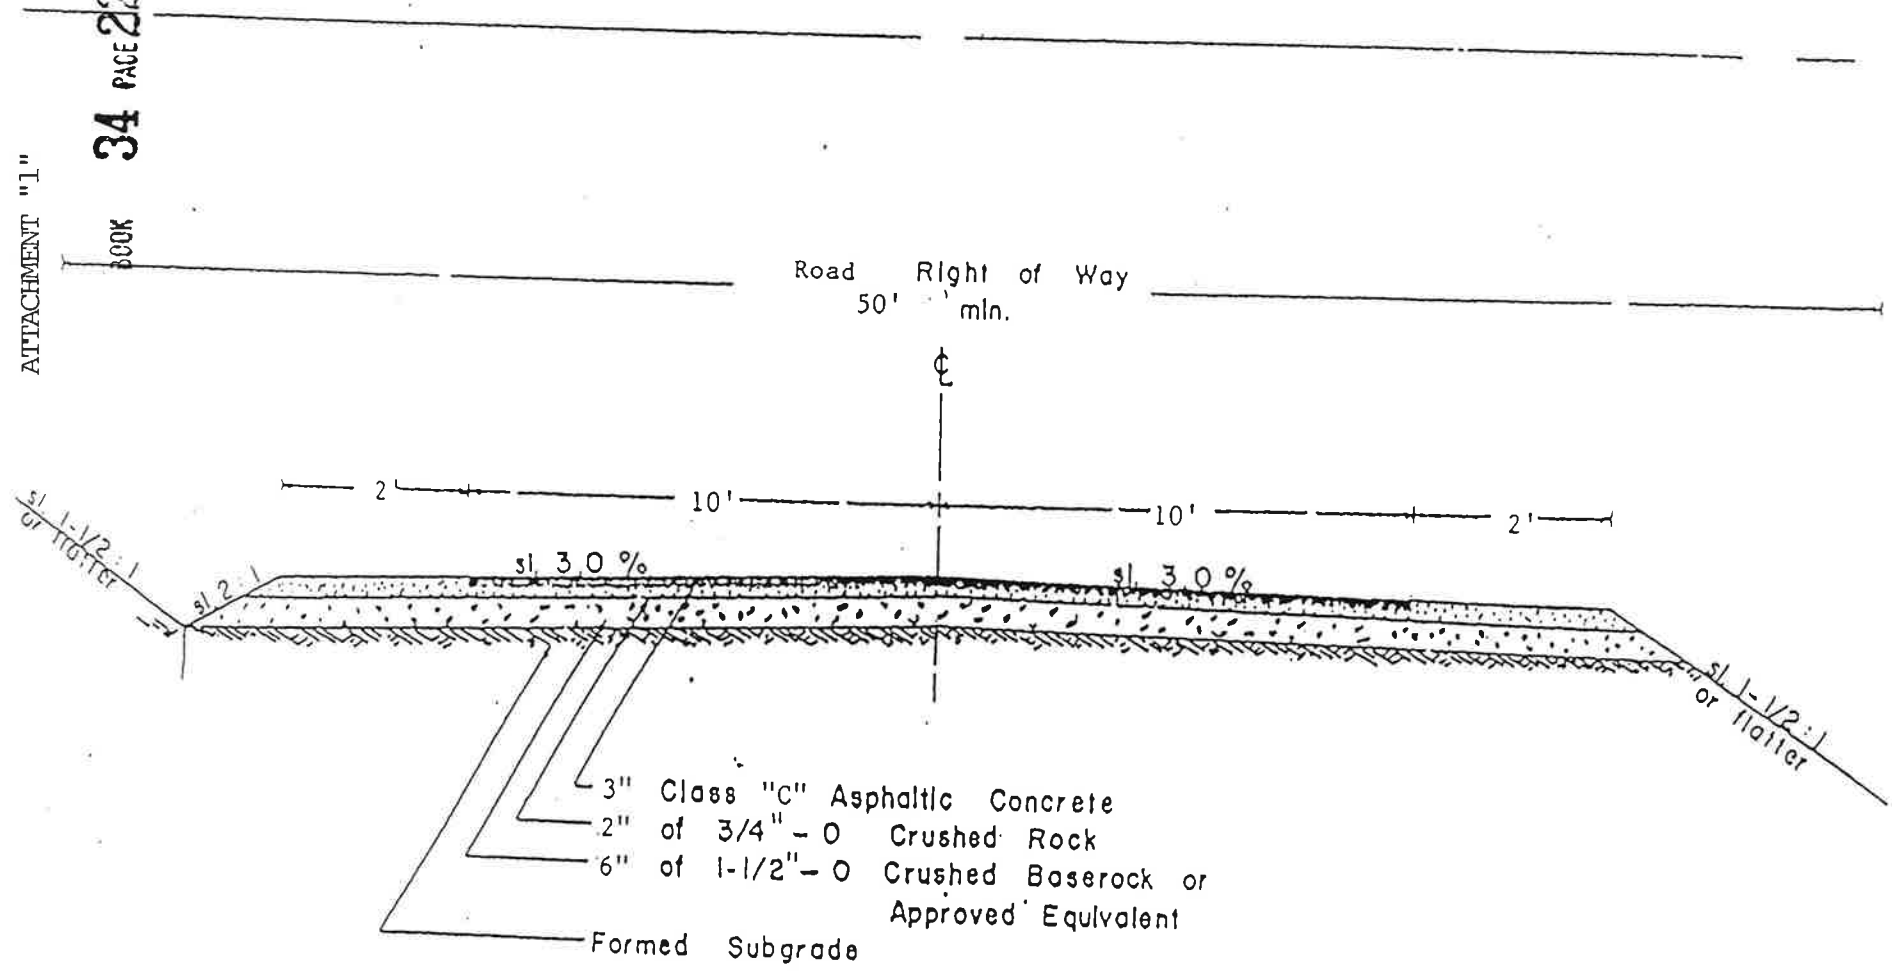 ATTACHMENT "1"
BOOK 34 PAGE
Road Right of Way
50' min.
℄
2'
10'
10'
2'
sl. 1-1/2 : 1
or flatter
sl. 2 : 1
sl. 3.0 %
sl. 3.0 %
sl. 1-1/2 : 1
or flatter
3" Class "C" Asphaltic Concrete
2" of 3/4" - 0 Crushed Rock
6" of 1-1/2" - 0 Crushed Baserock or
Approved Equivalent
Formed Subgrade